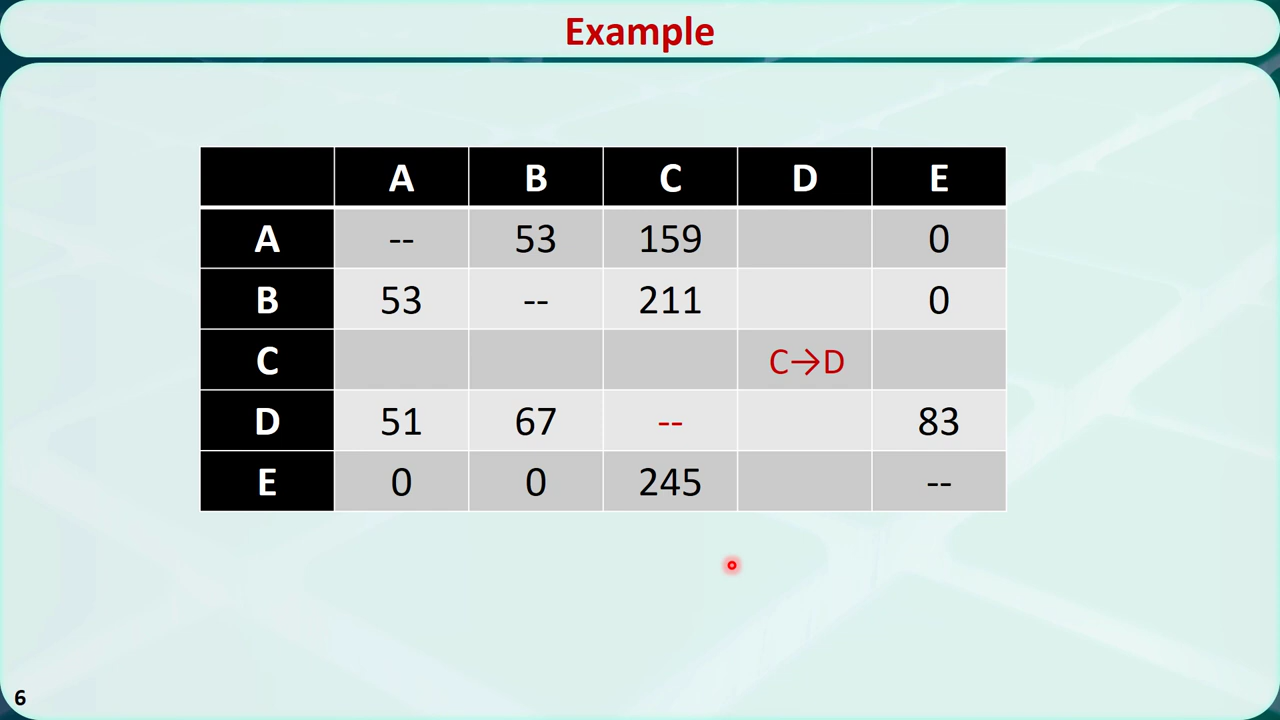 Example
A B C D E
A -- 53 159 0
B 53 -- 211 0
C C→D
D 51 67 -- 83
E 0 0 245 --
6